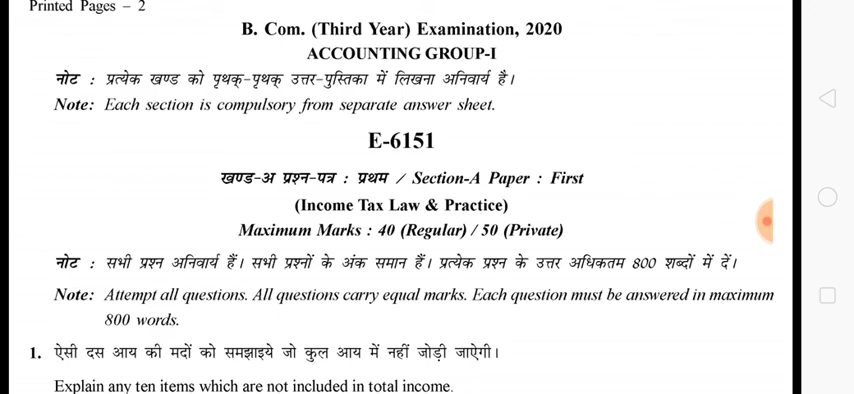 Printed Pages – 2
B. Com. (Third Year) Examination, 2020
ACCOUNTING GROUP-I
नोट : प्रत्येक खण्ड को पृथक्-पृथक् उत्तर-पुस्तिका में लिखना अनिवार्य है।
Note: Each section is compulsory from separate answer sheet.
E-6151
खण्ड-अ प्रश्न-पत्र : प्रथम / Section-A Paper : First
(Income Tax Law & Practice)
Maximum Marks : 40 (Regular) / 50 (Private)
नोट : सभी प्रश्न अनिवार्य हैं। सभी प्रश्नों के अंक समान हैं। प्रत्येक प्रश्न के उत्तर अधिकतम 800 शब्दों में दें।
Note: Attempt all questions. All questions carry equal marks. Each question must be answered in maximum
800 words.
1. ऐसी दस आय की मदों को समझाइये जो कुल आय में नहीं जोड़ी जाऐगी।
Explain any ten items which are not included in total income.